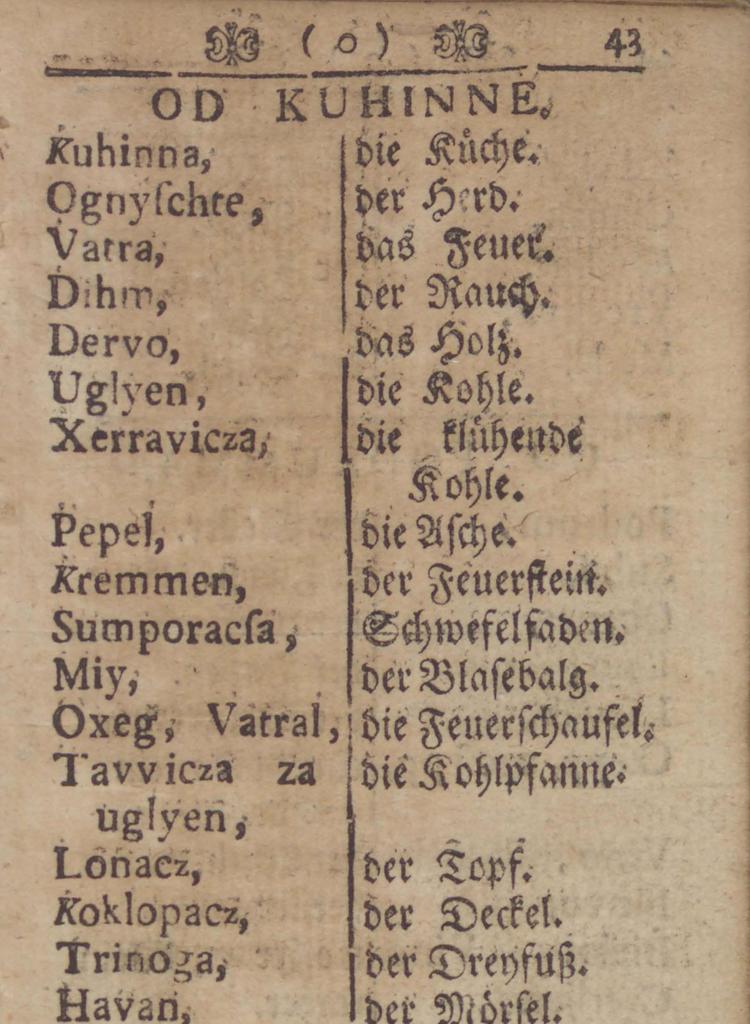 ( o ) 43
OD KUHINNE.
Kuhinna, die Küche.
Ognyſchte, der Herd.
Vatra, das Feuer.
Dihm, der Rauch.
Dervo, das Holz.
Uglyen, die Kohle.
Xerravicza, die klühende
Kohle.
Pepel, die Aſche.
Kremmen, der Feuerſtein.
Sumporacſa, Schwefelfaden.
Miy, der Blaſebalg.
Oxeg, Vatral, die Feuerſchaufel.
Tavvicza za die Kohlpfanne.
uglyen,
Lonacz, der Topf.
Koklopacz, der Deckel.
Trinoga, der Dreyfuß.
Havan, der Mörſel.